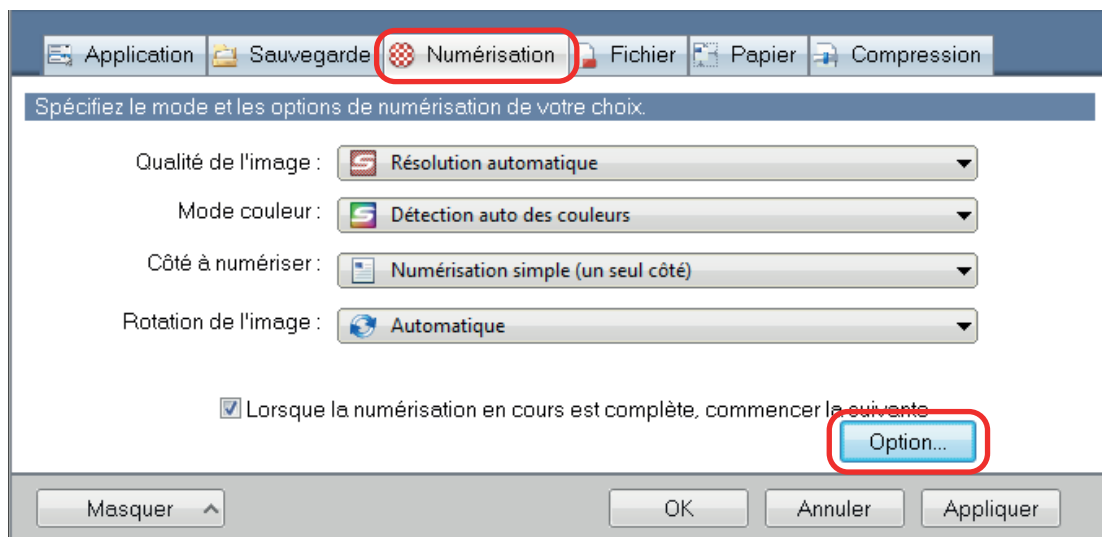 Application Sauvegarde Numérisation Fichier Papier Compression
Spécifiez le mode et les options de numérisation de votre choix.
Qualité de l'image : Résolution automatique
Mode couleur : Détection auto des couleurs
Côté à numériser : Numérisation simple (un seul côté)
Rotation de l'image : Automatique
Lorsque la numérisation en cours est complète, commencer la suivante
Option...
Masquer OK Annuler Appliquer